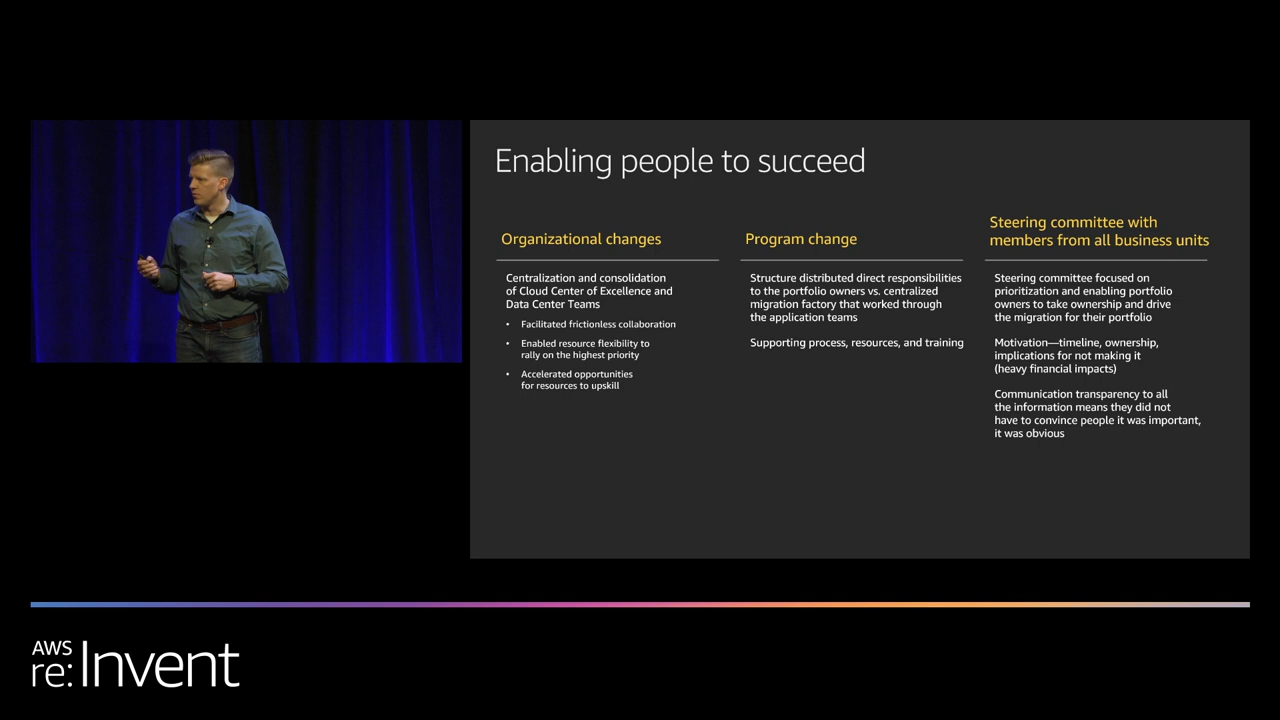 Enabling people to succeed
Organizational changes
Centralization and consolidation
of Cloud Center of Excellence and
Data Center Teams
• Facilitated frictionless collaboration
• Enabled resource flexibility to
rally on the highest priority
• Accelerated opportunities
for resources to upskill
Program change
Structure distributed direct responsibilities
to the portfolio owners vs. centralized
migration factory that worked through
the application teams
Supporting process, resources, and training
Steering committee with
members from all business units
Steering committee focused on
prioritization and enabling portfolio
owners to take ownership and drive
the migration for their portfolio
Motivation—timeline, ownership,
implications for not making it
(heavy financial impacts)
Communication transparency to all
the information means they did not
have to convince people it was important,
it was obvious
AWS
re:Invent